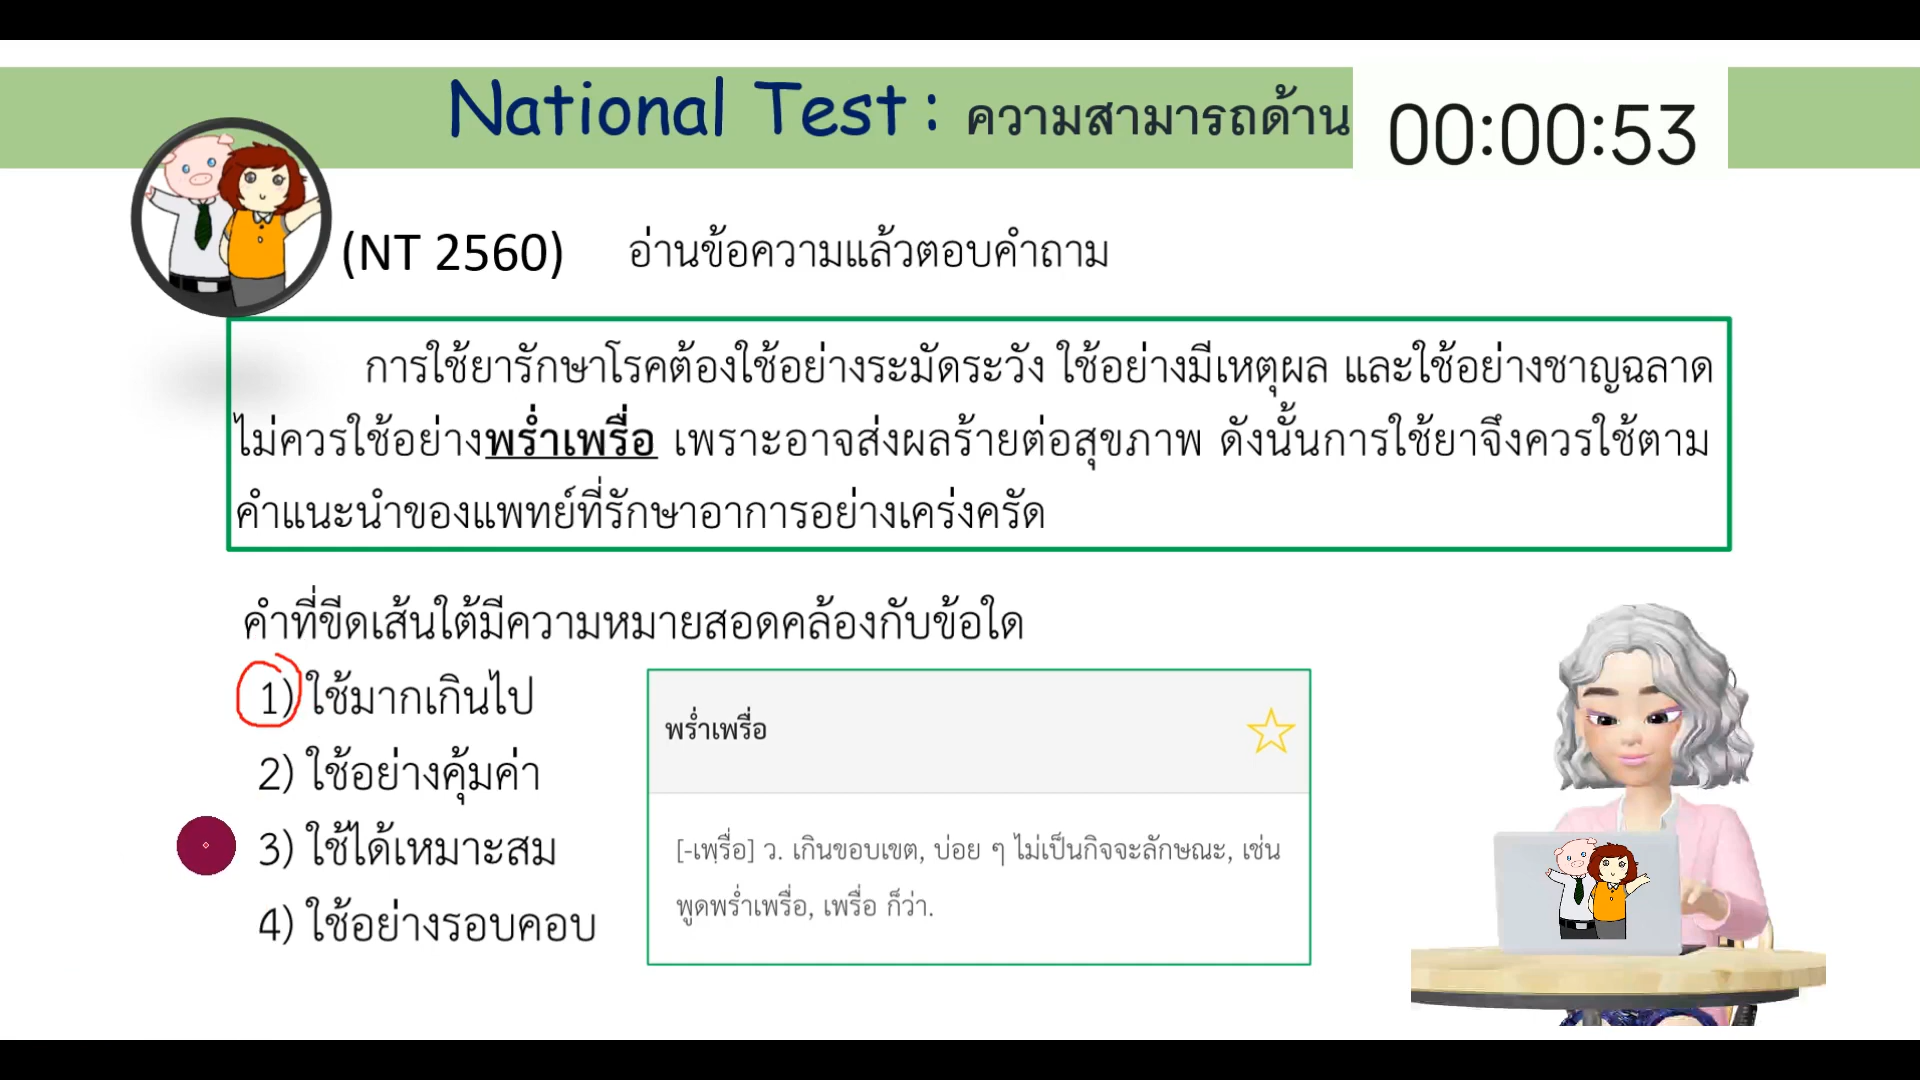 National Test : ความสามารถด้าน
00:00:53
(NT 2560) อ่านข้อความแล้วตอบคำถาม
การใช้ยารักษาโรคต้องใช้อย่างระมัดระวัง ใช้อย่างมีเหตุผล และใช้อย่างชาญฉลาด
ไม่ควรใช้อย่างพร่ำเพรื่อ เพราะอาจส่งผลร้ายต่อสุขภาพ ดังนั้นการใช้ยาจึงควรใช้ตาม
คำแนะนำของแพทย์ที่รักษาอาการอย่างเคร่งครัด
คำที่ขีดเส้นใต้มีความหมายสอดคล้องกับข้อใด
1) ใช้มากเกินไป
2) ใช้อย่างคุ้มค่า
3) ใช้ได้เหมาะสม
4) ใช้อย่างรอบคอบ
พร่ำเพรื่อ
[-เพฺรื่อ] ว. เกินขอบเขต, บ่อย ๆ ไม่เป็นกิจจะลักษณะ, เช่น
พูดพร่ำเพรื่อ, เพรื่อ ก็ว่า.